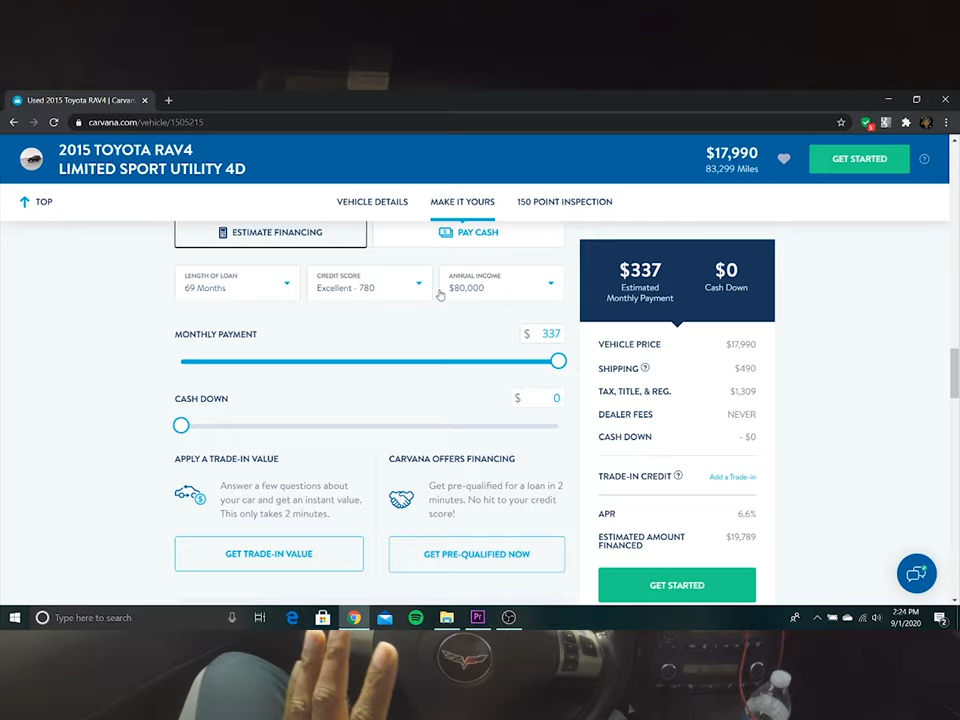 Used 2015 Toyota RAV4 | Carvan
carvana.com/vehicle/1505215
2015 TOYOTA RAV4
LIMITED SPORT UTILITY 4D
$17,990
83,299 Miles
GET STARTED
TOP
VEHICLE DETAILS
MAKE IT YOURS
150 POINT INSPECTION
ESTIMATE FINANCING
PAY CASH
LENGTH OF LOAN
69 Months
CREDIT SCORE
Excellent - 780
ANNUAL INCOME
$80,000
MONTHLY PAYMENT
$ 337
CASH DOWN
$ 0
APPLY A TRADE-IN VALUE
Answer a few questions about
your car and get an instant value.
This only takes 2 minutes.
GET TRADE-IN VALUE
CARVANA OFFERS FINANCING
Get pre-qualified for a loan in 2
minutes. No hit to your credit
score!
GET PRE-QUALIFIED NOW
$337
Estimated
Monthly Payment
$0
Cash Down
VEHICLE PRICE $17,990
SHIPPING ? $490
TAX, TITLE, & REG. $1,309
DEALER FEES NEVER
CASH DOWN - $0
TRADE-IN CREDIT ? Add a Trade-in
APR 6.6%
ESTIMATED AMOUNT
FINANCED
$19,789
GET STARTED
Type here to search
2:24 PM
9/1/2020